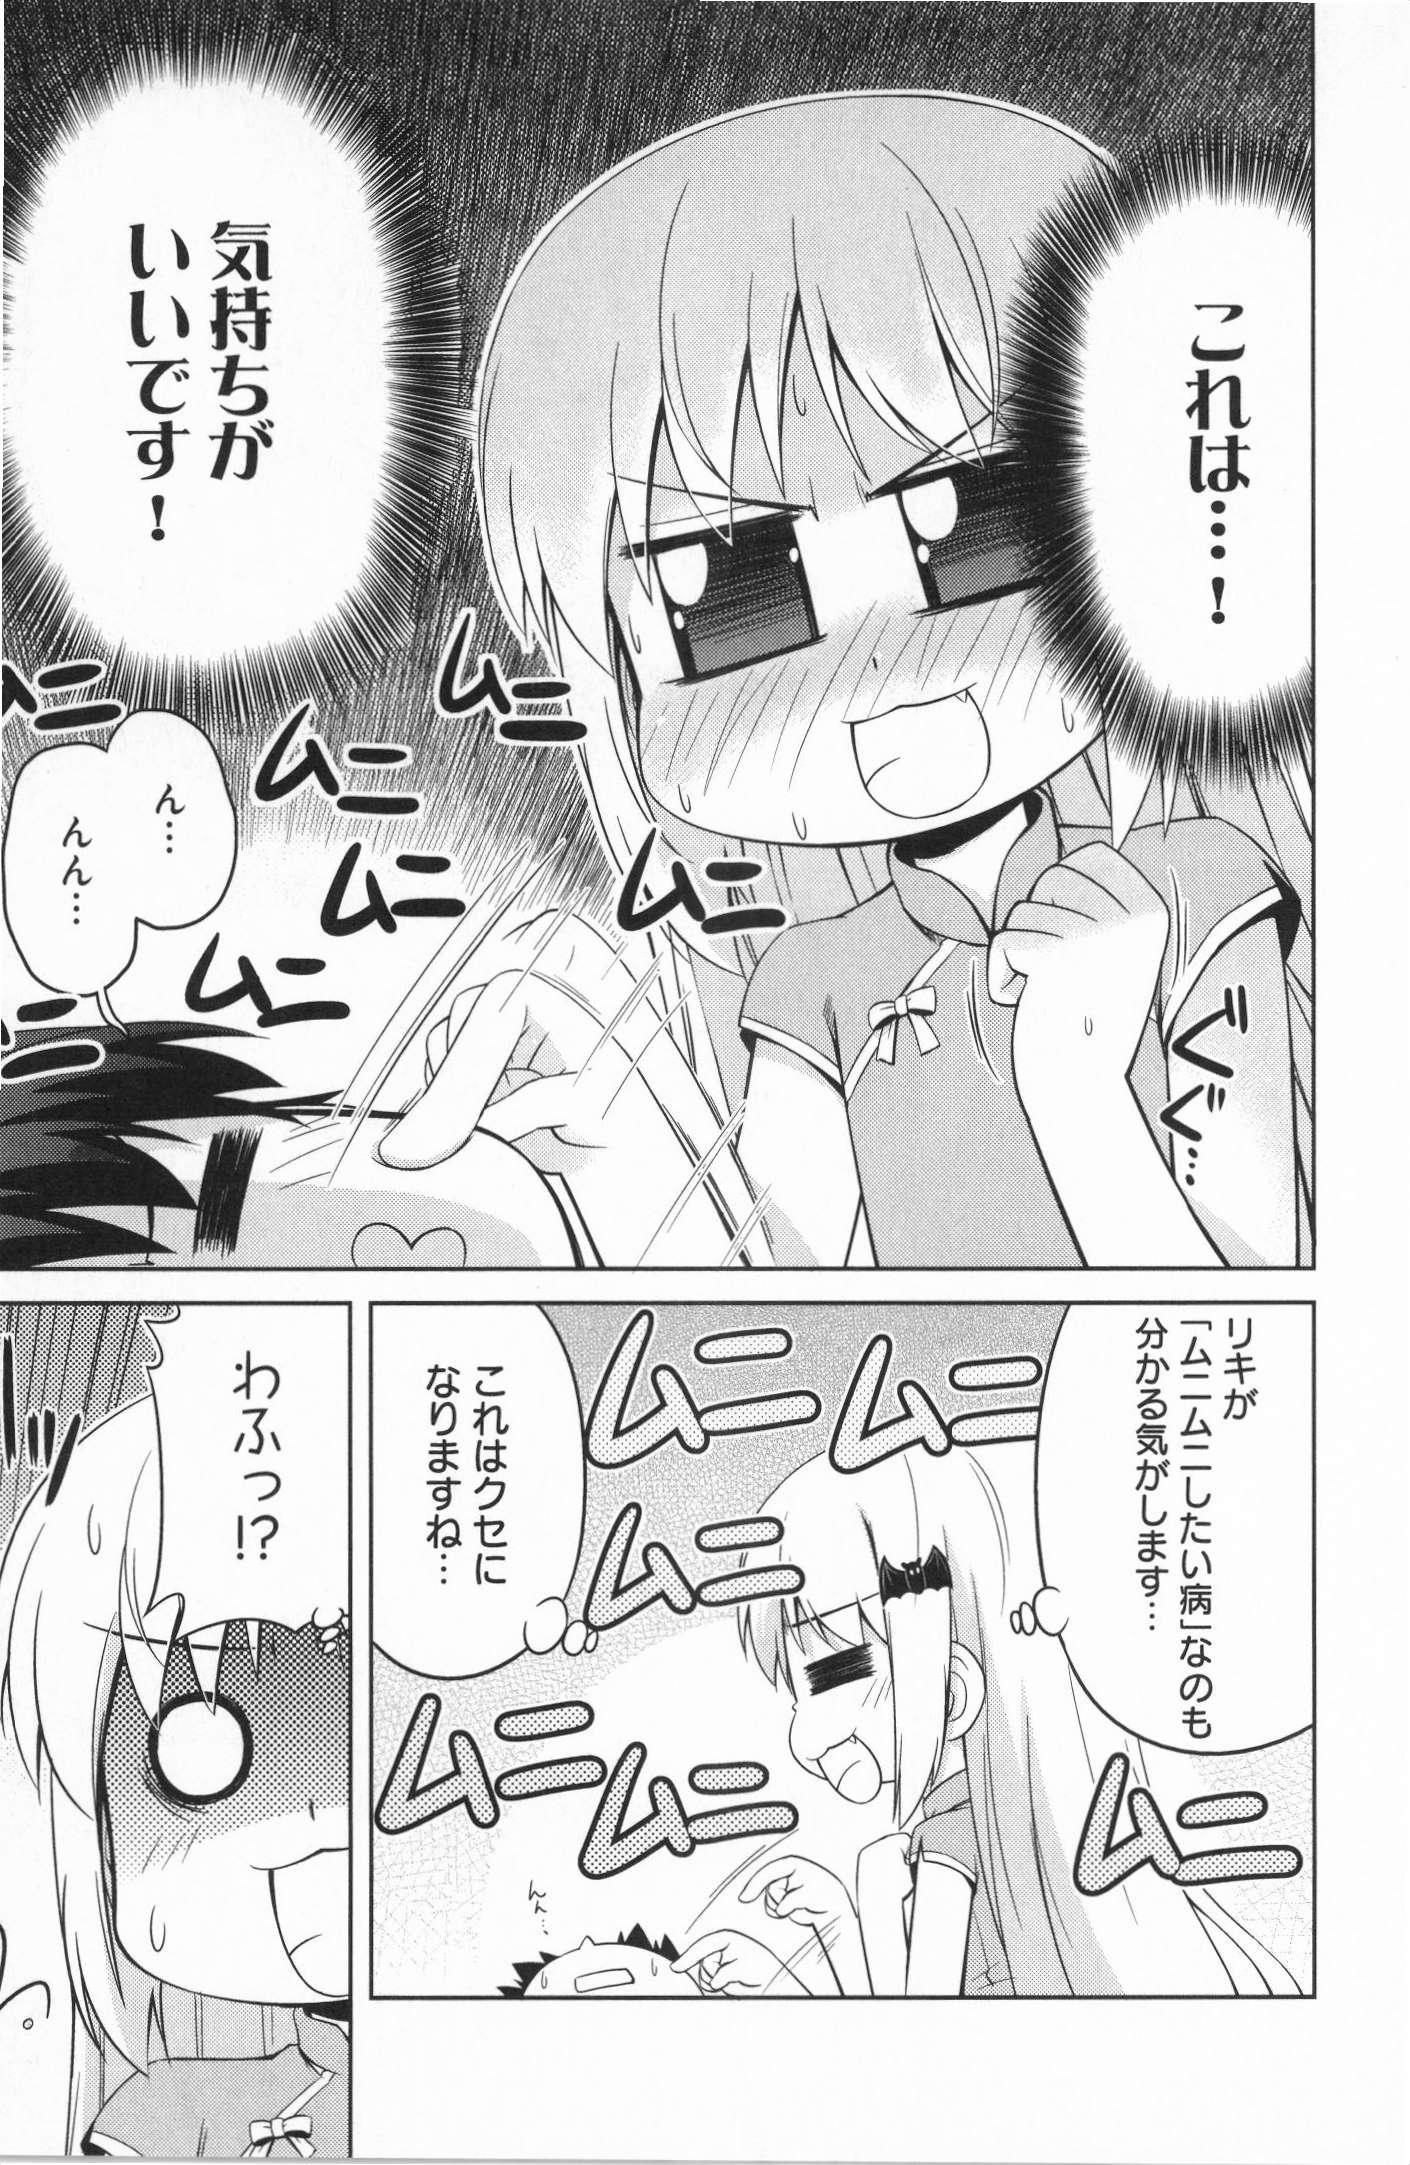 これは…！
気持ちが
いいです！
ムニ
ムニ
ムニ
ムニ
ムニ
ムニ
ん…
んん…
ぐぐ…
リキが
「ムニムニしたい病」なのも
分かる気がします…
これはクセに
なりますね…
ムニ
ムニ
ムニ
ムニ
ムニ
ムニ
んん…
わふっ!?